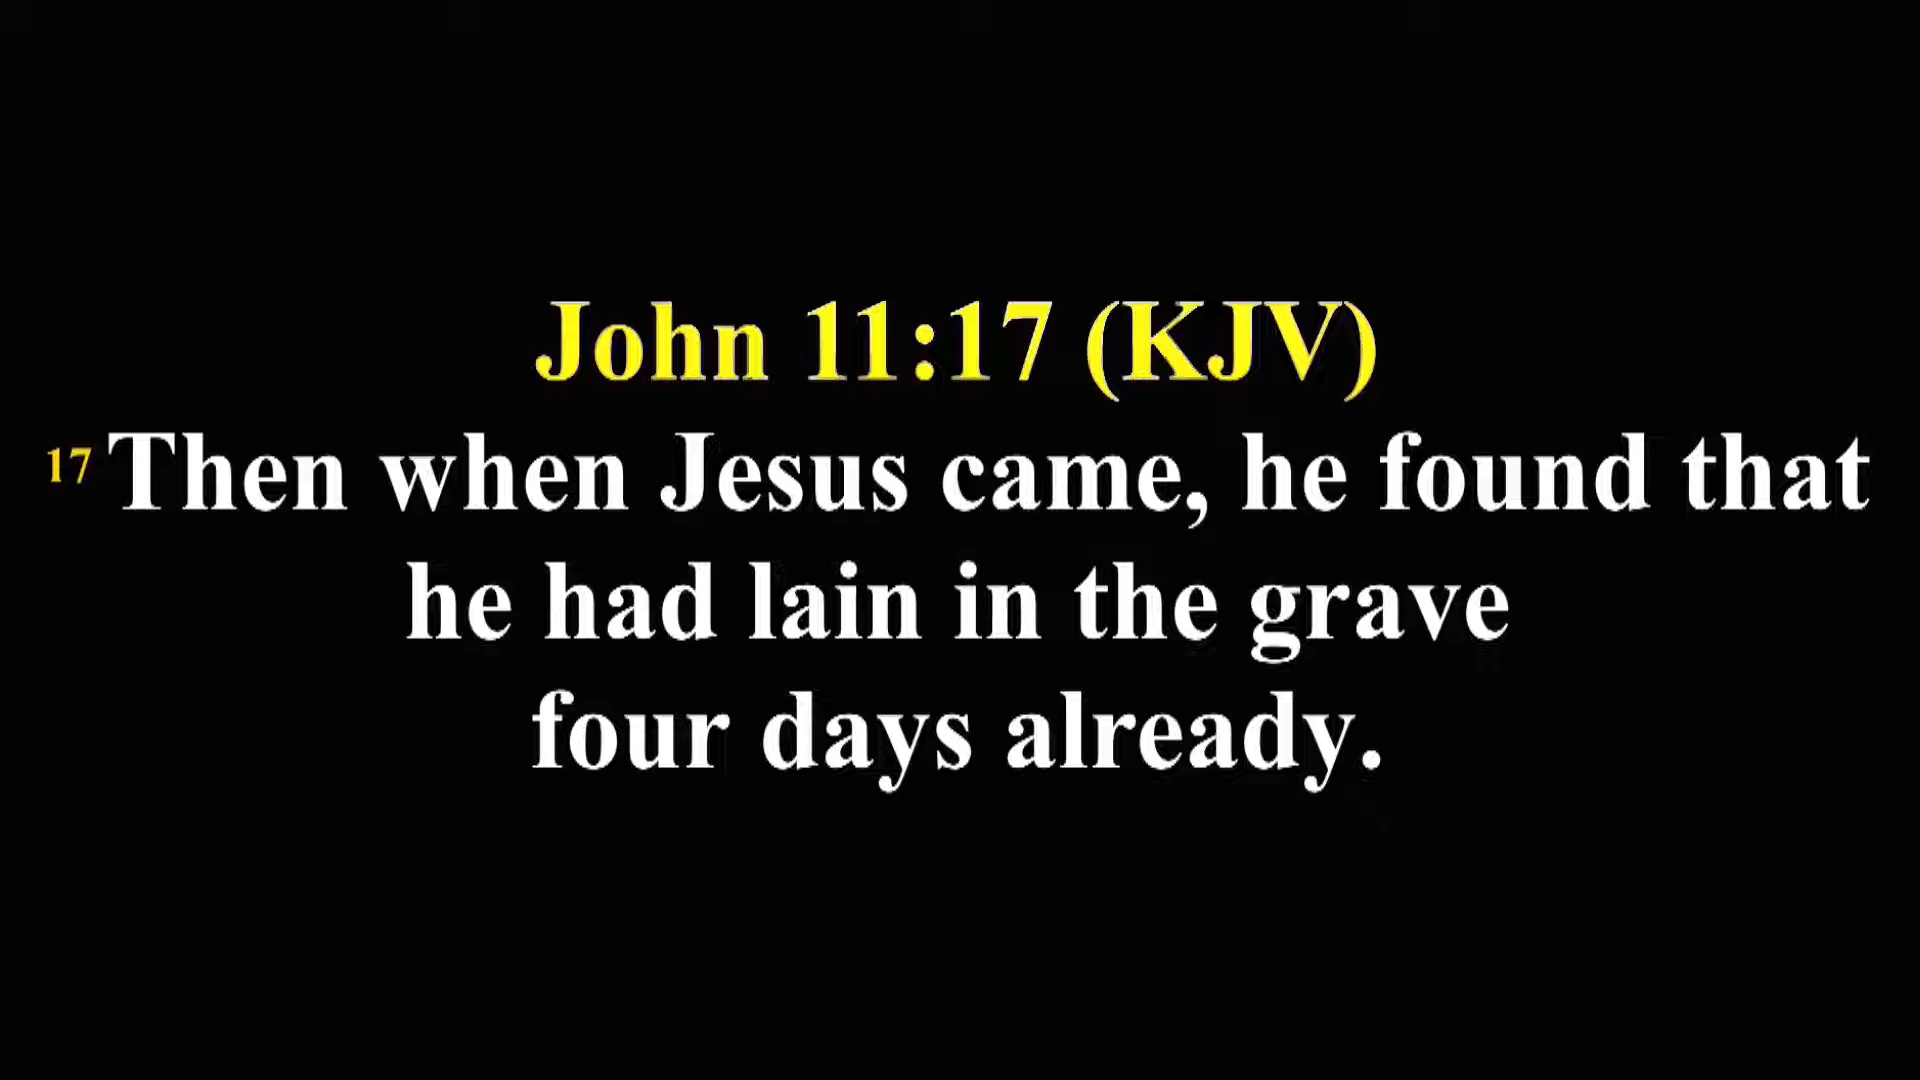 John 11:17 (KJV)
17 Then when Jesus came, he found that
he had lain in the grave
four days already.